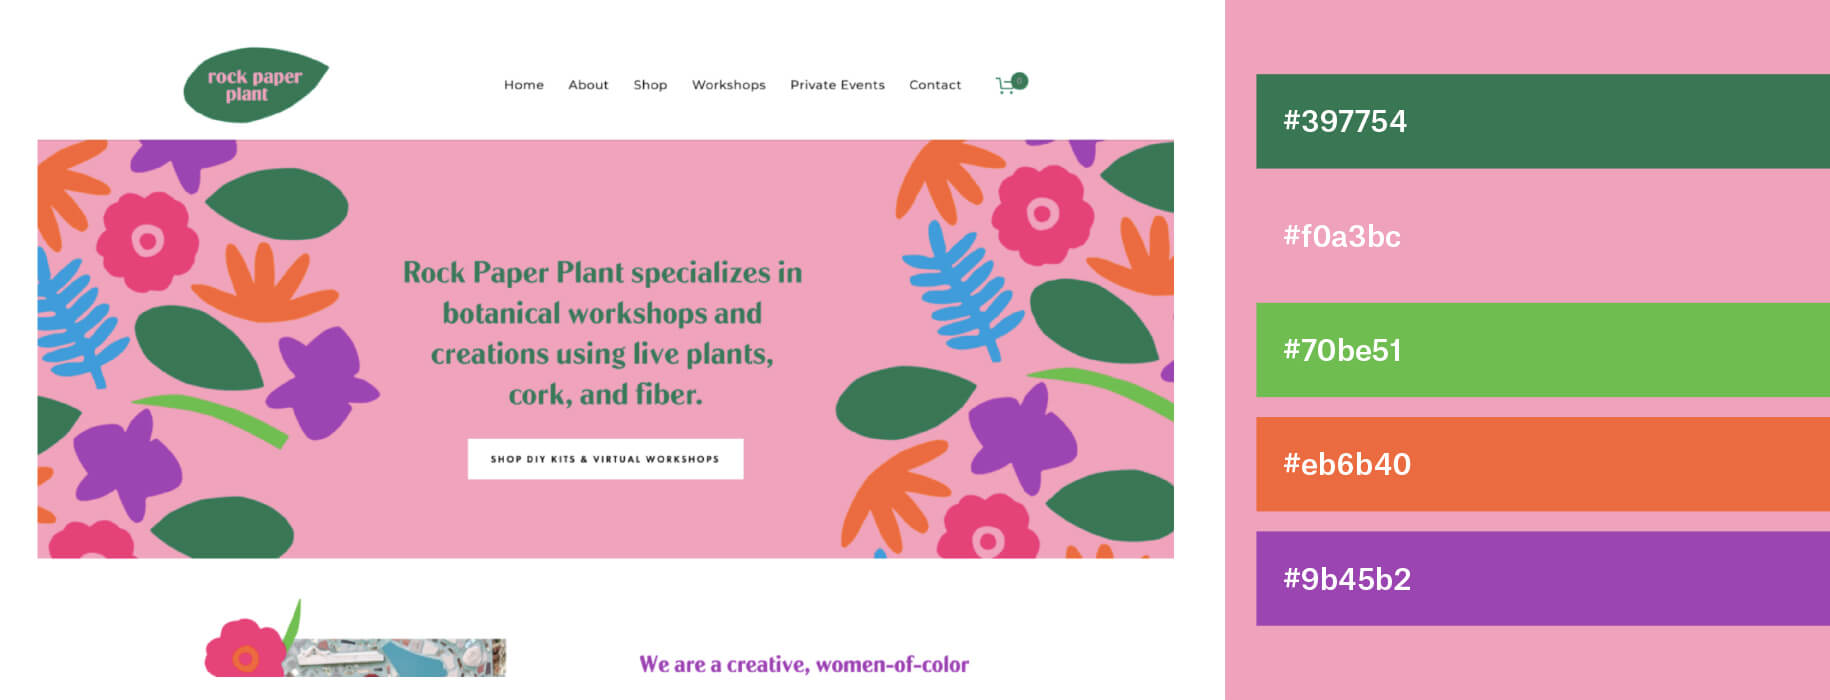 rock paper
plant
Home About Shop Workshops Private Events Contact 0
Rock Paper Plant specializes in
botanical workshops and
creations using live plants,
cork, and fiber.
SHOP DIY KITS & VIRTUAL WORKSHOPS
We are a creative, women-of-color
#397754
#f0a3bc
#70be51
#eb6b40
#9b45b2